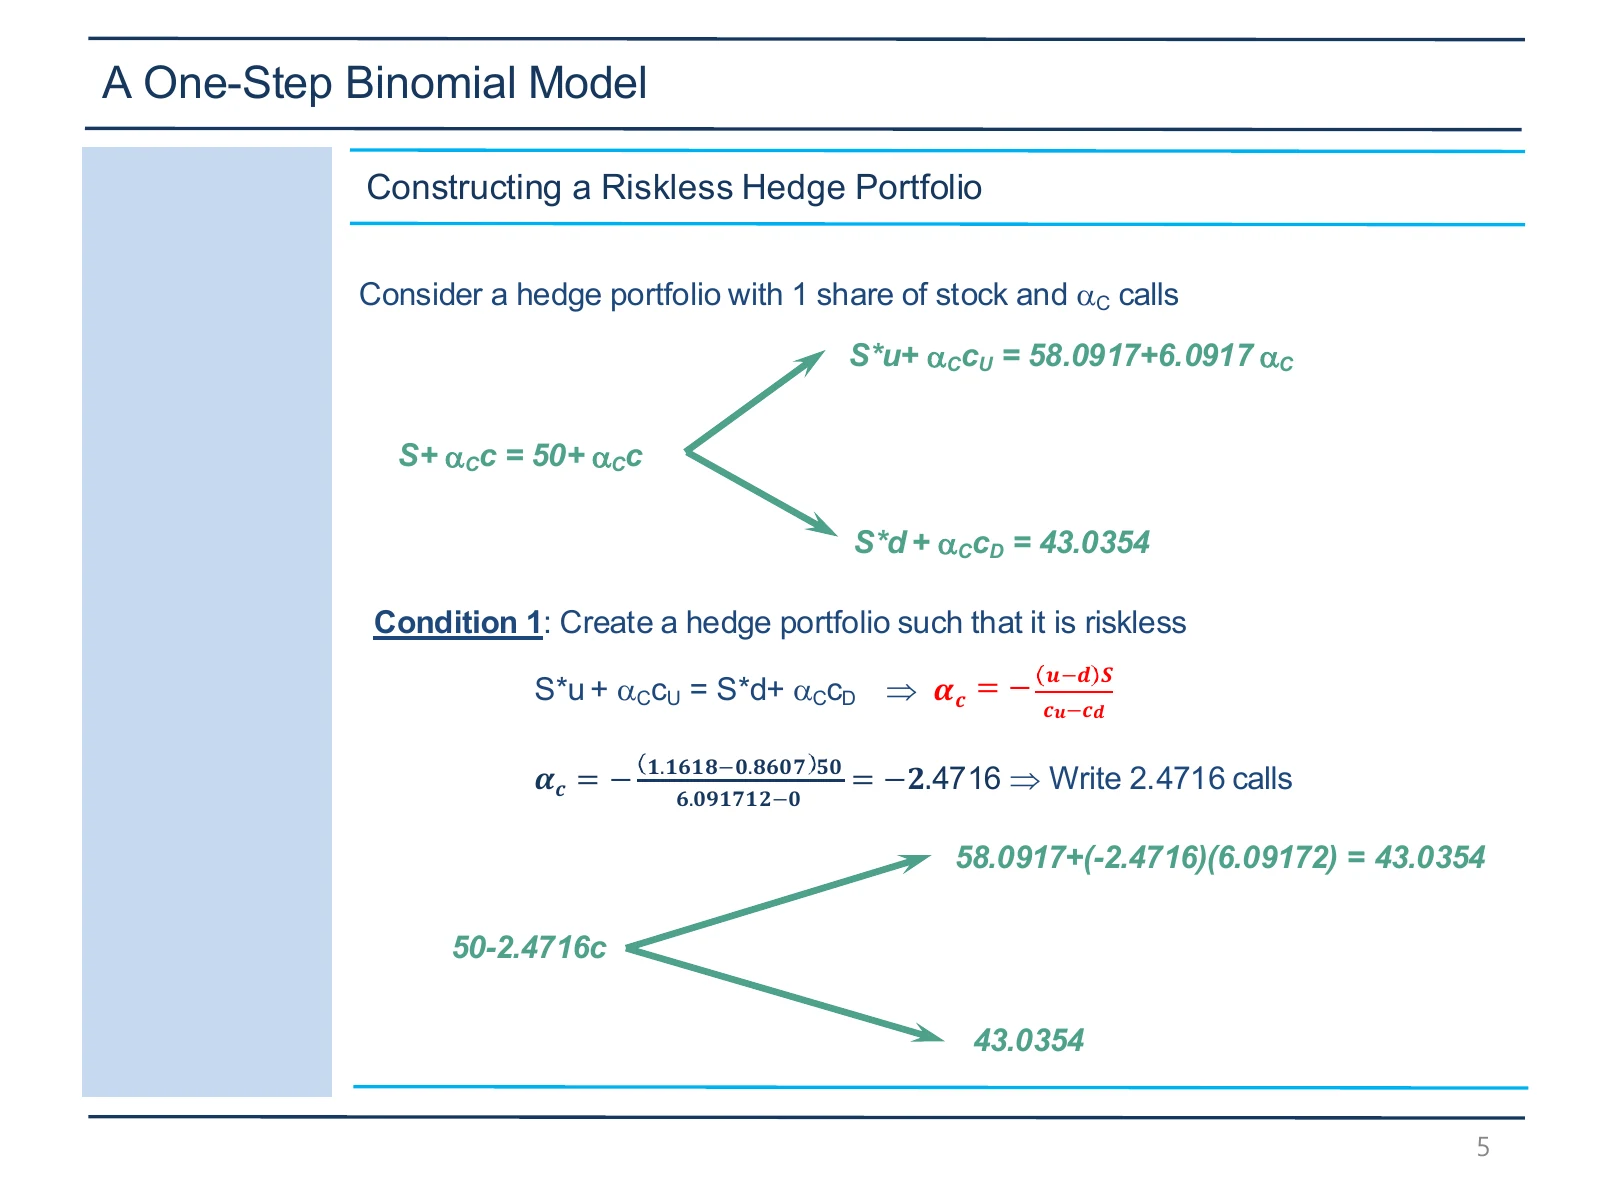 A One-Step Binomial Model
Constructing a Riskless Hedge Portfolio
Consider a hedge portfolio with 1 share of stock and αC calls
S*u+ αCcU = 58.0917+6.0917 αC
S+ αCc = 50+ αCc
S*d + αCcD = 43.0354
Condition 1: Create a hedge portfolio such that it is riskless
S*u + αCcU = S*d+ αCcD ⇒ αc = −(u−d)S/cu−cd
αc = −(1.1618−0.8607)50/6.091712−0 = −2.4716 ⇒ Write 2.4716 calls
58.0917+(-2.4716)(6.09172) = 43.0354
50-2.4716c
43.0354
5